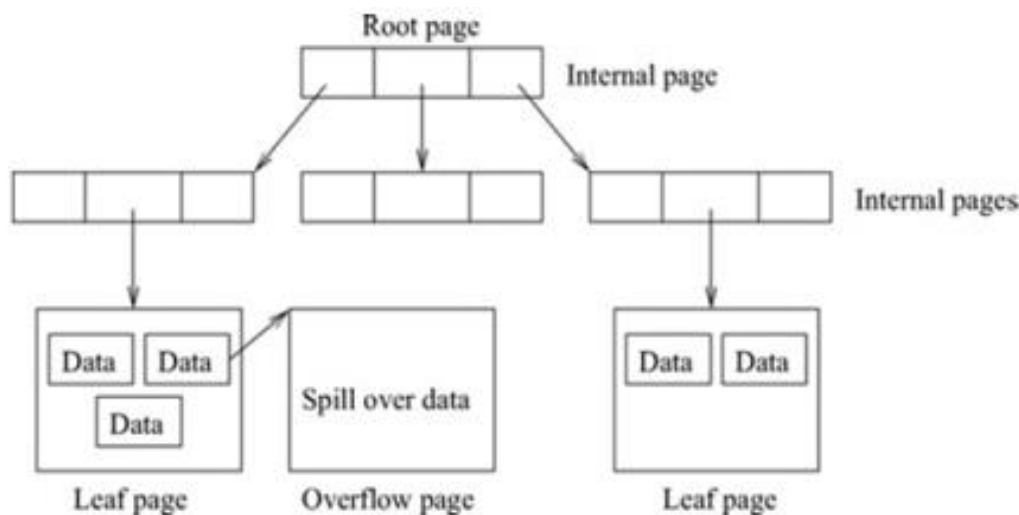 Root page
Internal page
Internal pages
Data Data
Data
Spill over data
Data Data
Leaf page
Overflow page
Leaf page